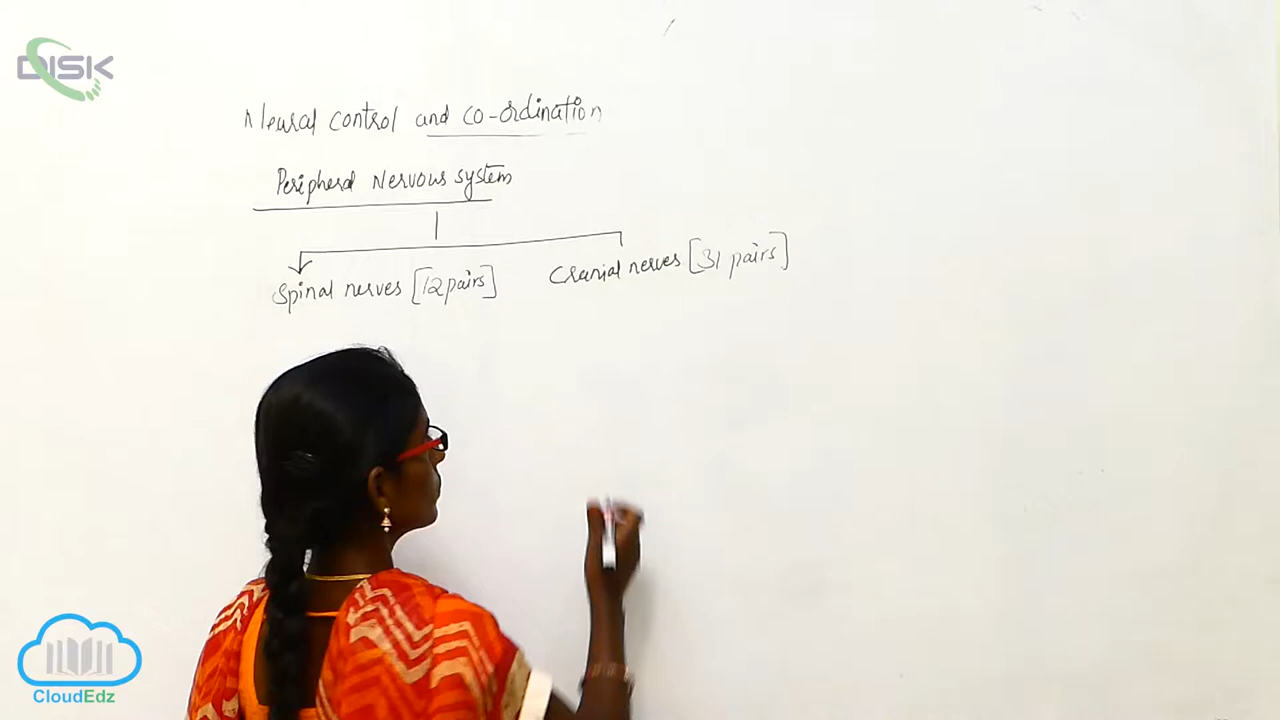 DISK
Neural control and co-ordination
Peripheral Nervous system
Spinal nerves [12 pairs]
Cranial nerves [31 pairs]
CloudEdz